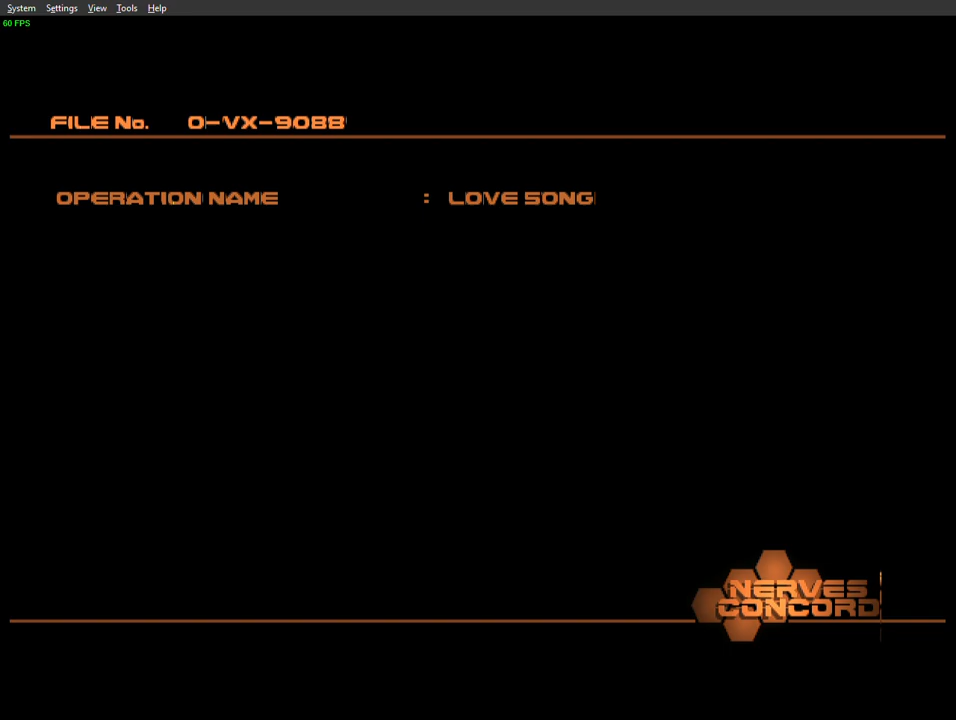 System Settings View Tools Help
60 FPS
FILE No. 0-VX-9088
OPERATION NAME : LOVE SONG
NERVES
CONCORD